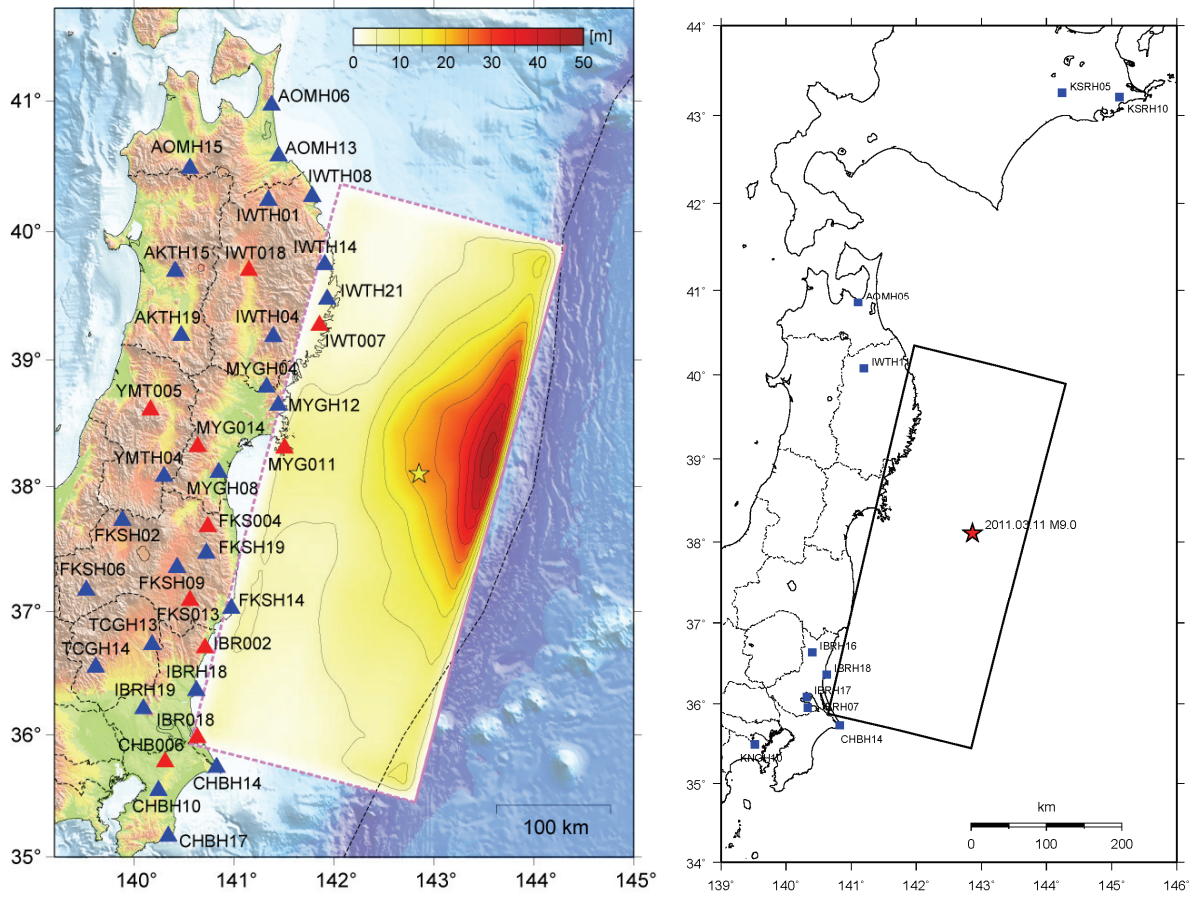 [m]
0 10 20 30 40 50
41°
40°
39°
38°
37°
36°
35°
AOMH06
AOMH15
AOMH13
IWTH08
IWTH01
AKTH15
IWT018
IWTH14
IWTH21
AKTH19
IWTH04
IWT007
MYGH04
YMT005
MYGH12
MYG014
YMTH04
MYG011
MYGH08
FKS004
FKSH02
FKSH19
FKSH06
FKSH09
FKS013
FKSH14
TCGH13
IBR002
TCGH14
IBRH18
IBRH19
IBR018
CHB006
CHBH14
CHBH10
CHBH17
100 km
140° 141° 142° 143° 144° 145°
44°
43°
42°
41°
40°
39°
38°
37°
36°
35°
34°
KSRH05
KSRH10
AOMH05
2011.03.11 M9.0
IBRH16
IBRH18
IBRH17
CHBH14
KNGH10
km
0 100 200
139° 140° 141° 142° 143° 144° 145° 146°